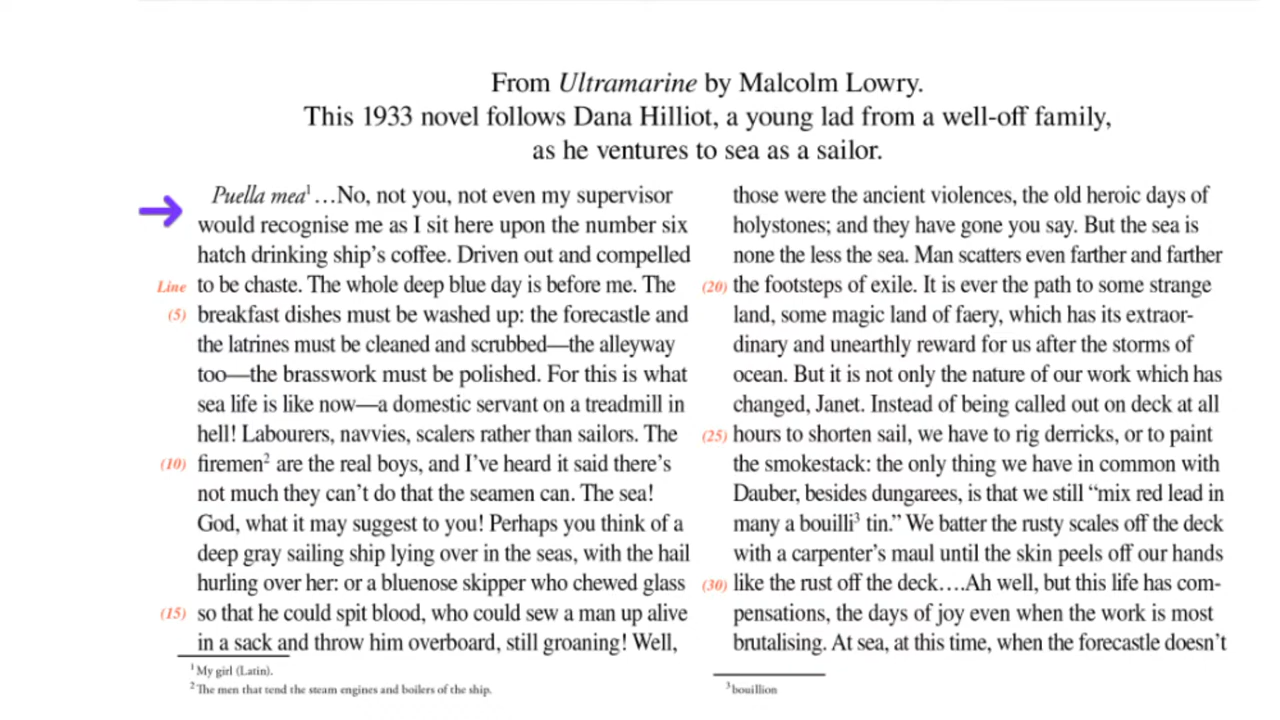 From Ultramarine by Malcolm Lowry.
This 1933 novel follows Dana Hilliot, a young lad from a well-off family,
as he ventures to sea as a sailor.
Puella mea¹ …No, not you, not even my supervisor
would recognise me as I sit here upon the number six
hatch drinking ship’s coffee. Driven out and compelled
Line to be chaste. The whole deep blue day is before me. The
(5) breakfast dishes must be washed up: the forecastle and
the latrines must be cleaned and scrubbed—the alleyway
too—the brasswork must be polished. For this is what
sea life is like now—a domestic servant on a treadmill in
hell! Labourers, navvies, scalers rather than sailors. The
(10) firemen² are the real boys, and I’ve heard it said there’s
not much they can’t do that the seamen can. The sea!
God, what it may suggest to you! Perhaps you think of a
deep gray sailing ship lying over in the seas, with the hail
hurling over her: or a bluenose skipper who chewed glass
(15) so that he could spit blood, who could sew a man up alive
in a sack and throw him overboard, still groaning! Well,
¹ My girl (Latin).
² The men that tend the steam engines and boilers of the ship.
those were the ancient violences, the old heroic days of
holystones; and they have gone you say. But the sea is
none the less the sea. Man scatters even farther and farther
(20) the footsteps of exile. It is ever the path to some strange
land, some magic land of faery, which has its extraor-
dinary and unearthly reward for us after the storms of
ocean. But it is not only the nature of our work which has
changed, Janet. Instead of being called out on deck at all
(25) hours to shorten sail, we have to rig derricks, or to paint
the smokestack: the only thing we have in common with
Dauber, besides dungarees, is that we still “mix red lead in
many a bouilli³ tin.” We batter the rusty scales off the deck
with a carpenter’s maul until the skin peels off our hands
(30) like the rust off the deck….Ah well, but this life has com-
pensations, the days of joy even when the work is most
brutalising. At sea, at this time, when the forecastle doesn’t
³ bouillion